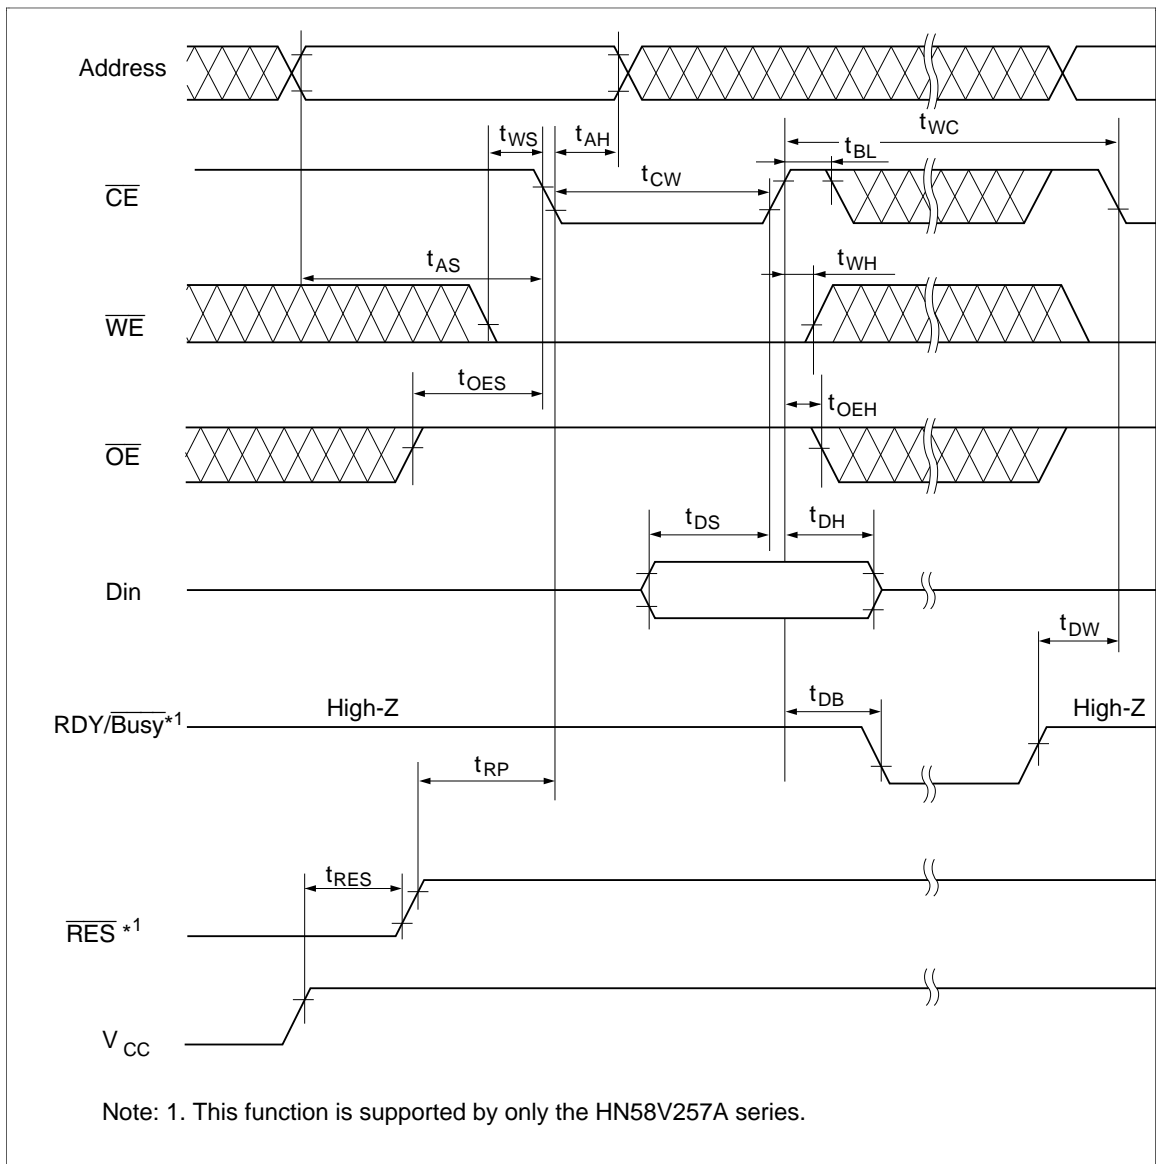 Address
tWC
tWS
tAH
tBL
tCW
CE
tAS
tWH
WE
tOES
tOEH
OE
tDS
tDH
Din
tDW
tDB
High-Z
High-Z
RDY/Busy*1
tRP
tRES
RES *1
VCC
Note: 1. This function is supported by only the HN58V257A series.